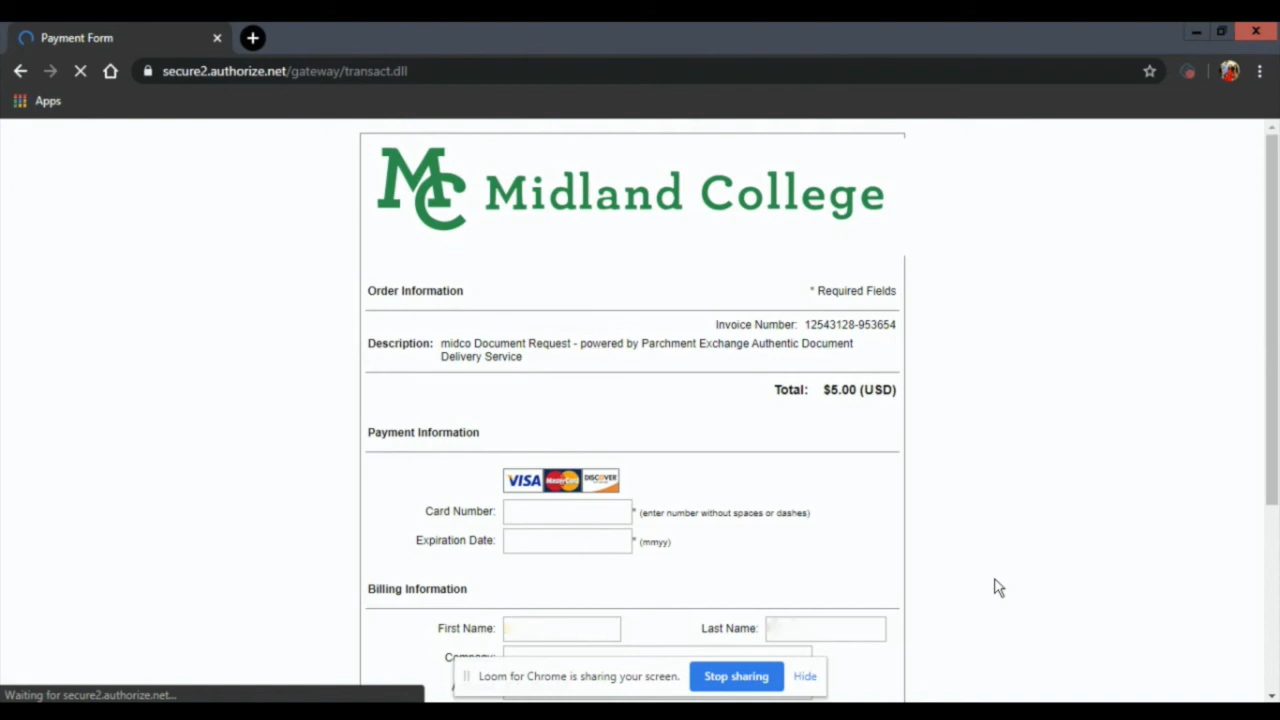 Payment Form
secure2.authorize.net/gateway/transact.dll
Apps
MC Midland College
Order Information
* Required Fields
Invoice Number: 12543128-953654
Description: midco Document Request - powered by Parchment Exchange Authentic Document
Delivery Service
Total: $5.00 (USD)
Payment Information
VISA MasterCard DISCOVER
Card Number: * (enter number without spaces or dashes)
Expiration Date: * (mmyy)
Billing Information
First Name: Last Name:
Loom for Chrome is sharing your screen. Stop sharing Hide
Waiting for secure2.authorize.net...